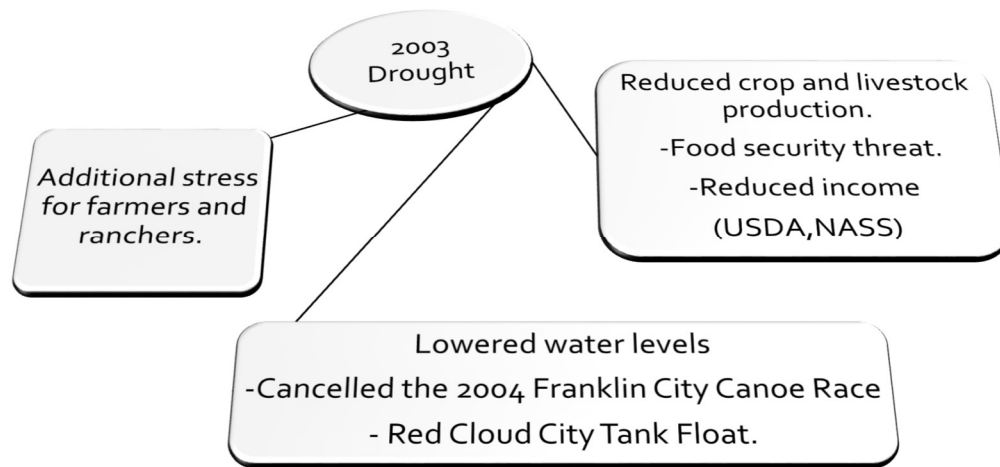 2003
Drought
Additional stress
for farmers and
ranchers.
Reduced crop and livestock
production.
-Food security threat.
-Reduced income
(USDA,NASS)
Lowered water levels
-Cancelled the 2004 Franklin City Canoe Race
- Red Cloud City Tank Float.